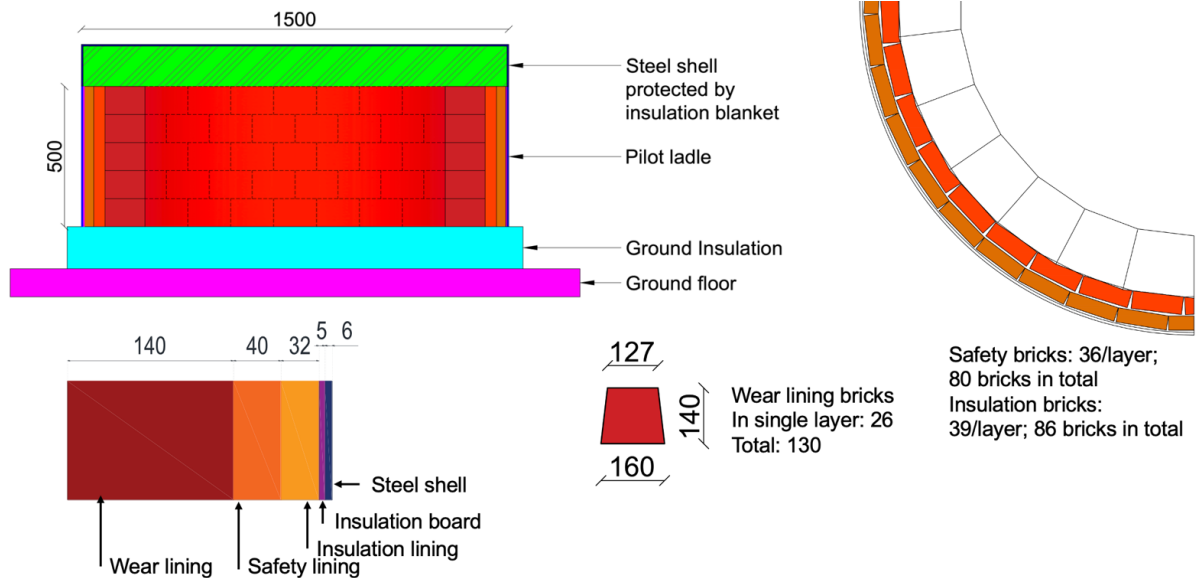 1500
500
Steel shell
protected by
insulation blanket
Pilot ladle
Ground Insulation
Ground floor
140
40
32
5
6
Steel shell
Insulation board
Insulation lining
Wear lining
Safety lining
127
140
160
Wear lining bricks
In single layer: 26
Total: 130
Safety bricks: 36/layer;
80 bricks in total
Insulation bricks:
39/layer; 86 bricks in total